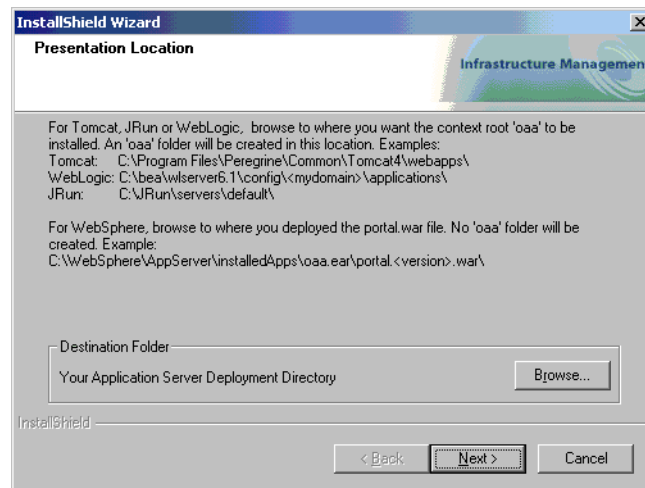 InstallShield Wizard
Presentation Location
Infrastructure Managemen
For Tomcat, JRun or WebLogic, browse to where you want the context root 'oaa' to be
installed. An 'oaa' folder will be created in this location. Examples:
Tomcat: C:\Program Files\Peregrine\Common\Tomcat4\webapps\
WebLogic: C:\bea\wlserver6.1\config\<mydomain>\applications\
JRun: C:\JRun\servers\default\
For WebSphere, browse to where you deployed the portal.war file. No 'oaa' folder will be
created. Example:
C:\WebSphere\AppServer\installedApps\oaa.ear\portal.<version>.war\
Destination Folder
Your Application Server Deployment Directory
Browse...
InstallShield
< Back
Next >
Cancel